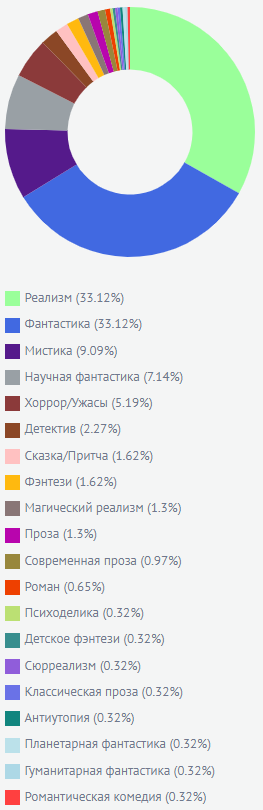 Реализм (33.12%)
Фантастика (33.12%)
Мистика (9.09%)
Научная фантастика (7.14%)
Хоррор/Ужасы (5.19%)
Детектив (2.27%)
Сказка/Притча (1.62%)
Фэнтези (1.62%)
Магический реализм (1.3%)
Проза (1.3%)
Современная проза (0.97%)
Роман (0.65%)
Психоделика (0.32%)
Детское фэнтези (0.32%)
Сюрреализм (0.32%)
Классическая проза (0.32%)
Антиутопия (0.32%)
Планетарная фантастика (0.32%)
Гуманитарная фантастика (0.32%)
Романтическая комедия (0.32%)